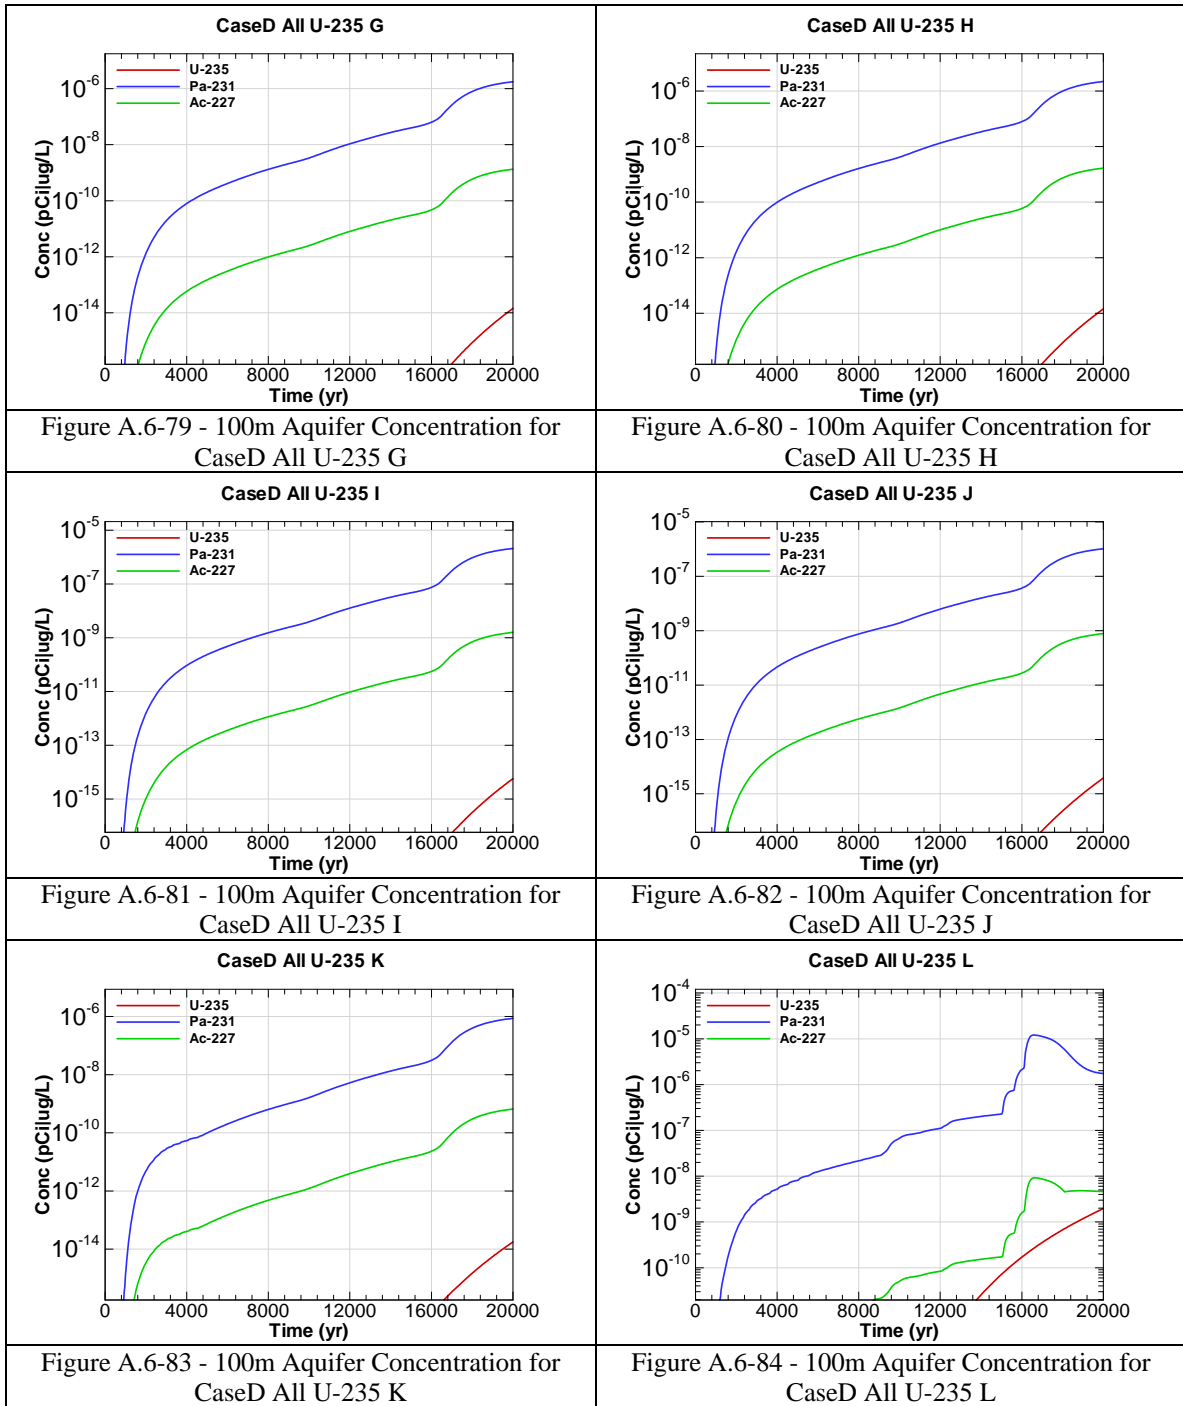 CaseD All U-235 G
U-235
Pa-231
Ac-227
Conc (pCi|ug/L)
10^-6
10^-8
10^-10
10^-12
10^-14
0 4000 8000 12000 16000 20000
Time (yr)
Figure A.6-79 - 100m Aquifer Concentration for
CaseD All U-235 G
CaseD All U-235 H
U-235
Pa-231
Ac-227
Conc (pCi|ug/L)
10^-6
10^-8
10^-10
10^-12
10^-14
0 4000 8000 12000 16000 20000
Time (yr)
Figure A.6-80 - 100m Aquifer Concentration for
CaseD All U-235 H
CaseD All U-235 I
U-235
Pa-231
Ac-227
Conc (pCi|ug/L)
10^-5
10^-7
10^-9
10^-11
10^-13
10^-15
0 4000 8000 12000 16000 20000
Time (yr)
Figure A.6-81 - 100m Aquifer Concentration for
CaseD All U-235 I
CaseD All U-235 J
U-235
Pa-231
Ac-227
Conc (pCi|ug/L)
10^-5
10^-7
10^-9
10^-11
10^-13
10^-15
0 4000 8000 12000 16000 20000
Time (yr)
Figure A.6-82 - 100m Aquifer Concentration for
CaseD All U-235 J
CaseD All U-235 K
U-235
Pa-231
Ac-227
Conc (pCi|ug/L)
10^-6
10^-8
10^-10
10^-12
10^-14
0 4000 8000 12000 16000 20000
Time (yr)
Figure A.6-83 - 100m Aquifer Concentration for
CaseD All U-235 K
CaseD All U-235 L
U-235
Pa-231
Ac-227
Conc (pCi|ug/L)
10^-4
10^-5
10^-6
10^-7
10^-8
10^-9
10^-10
0 4000 8000 12000 16000 20000
Time (yr)
Figure A.6-84 - 100m Aquifer Concentration for
CaseD All U-235 L